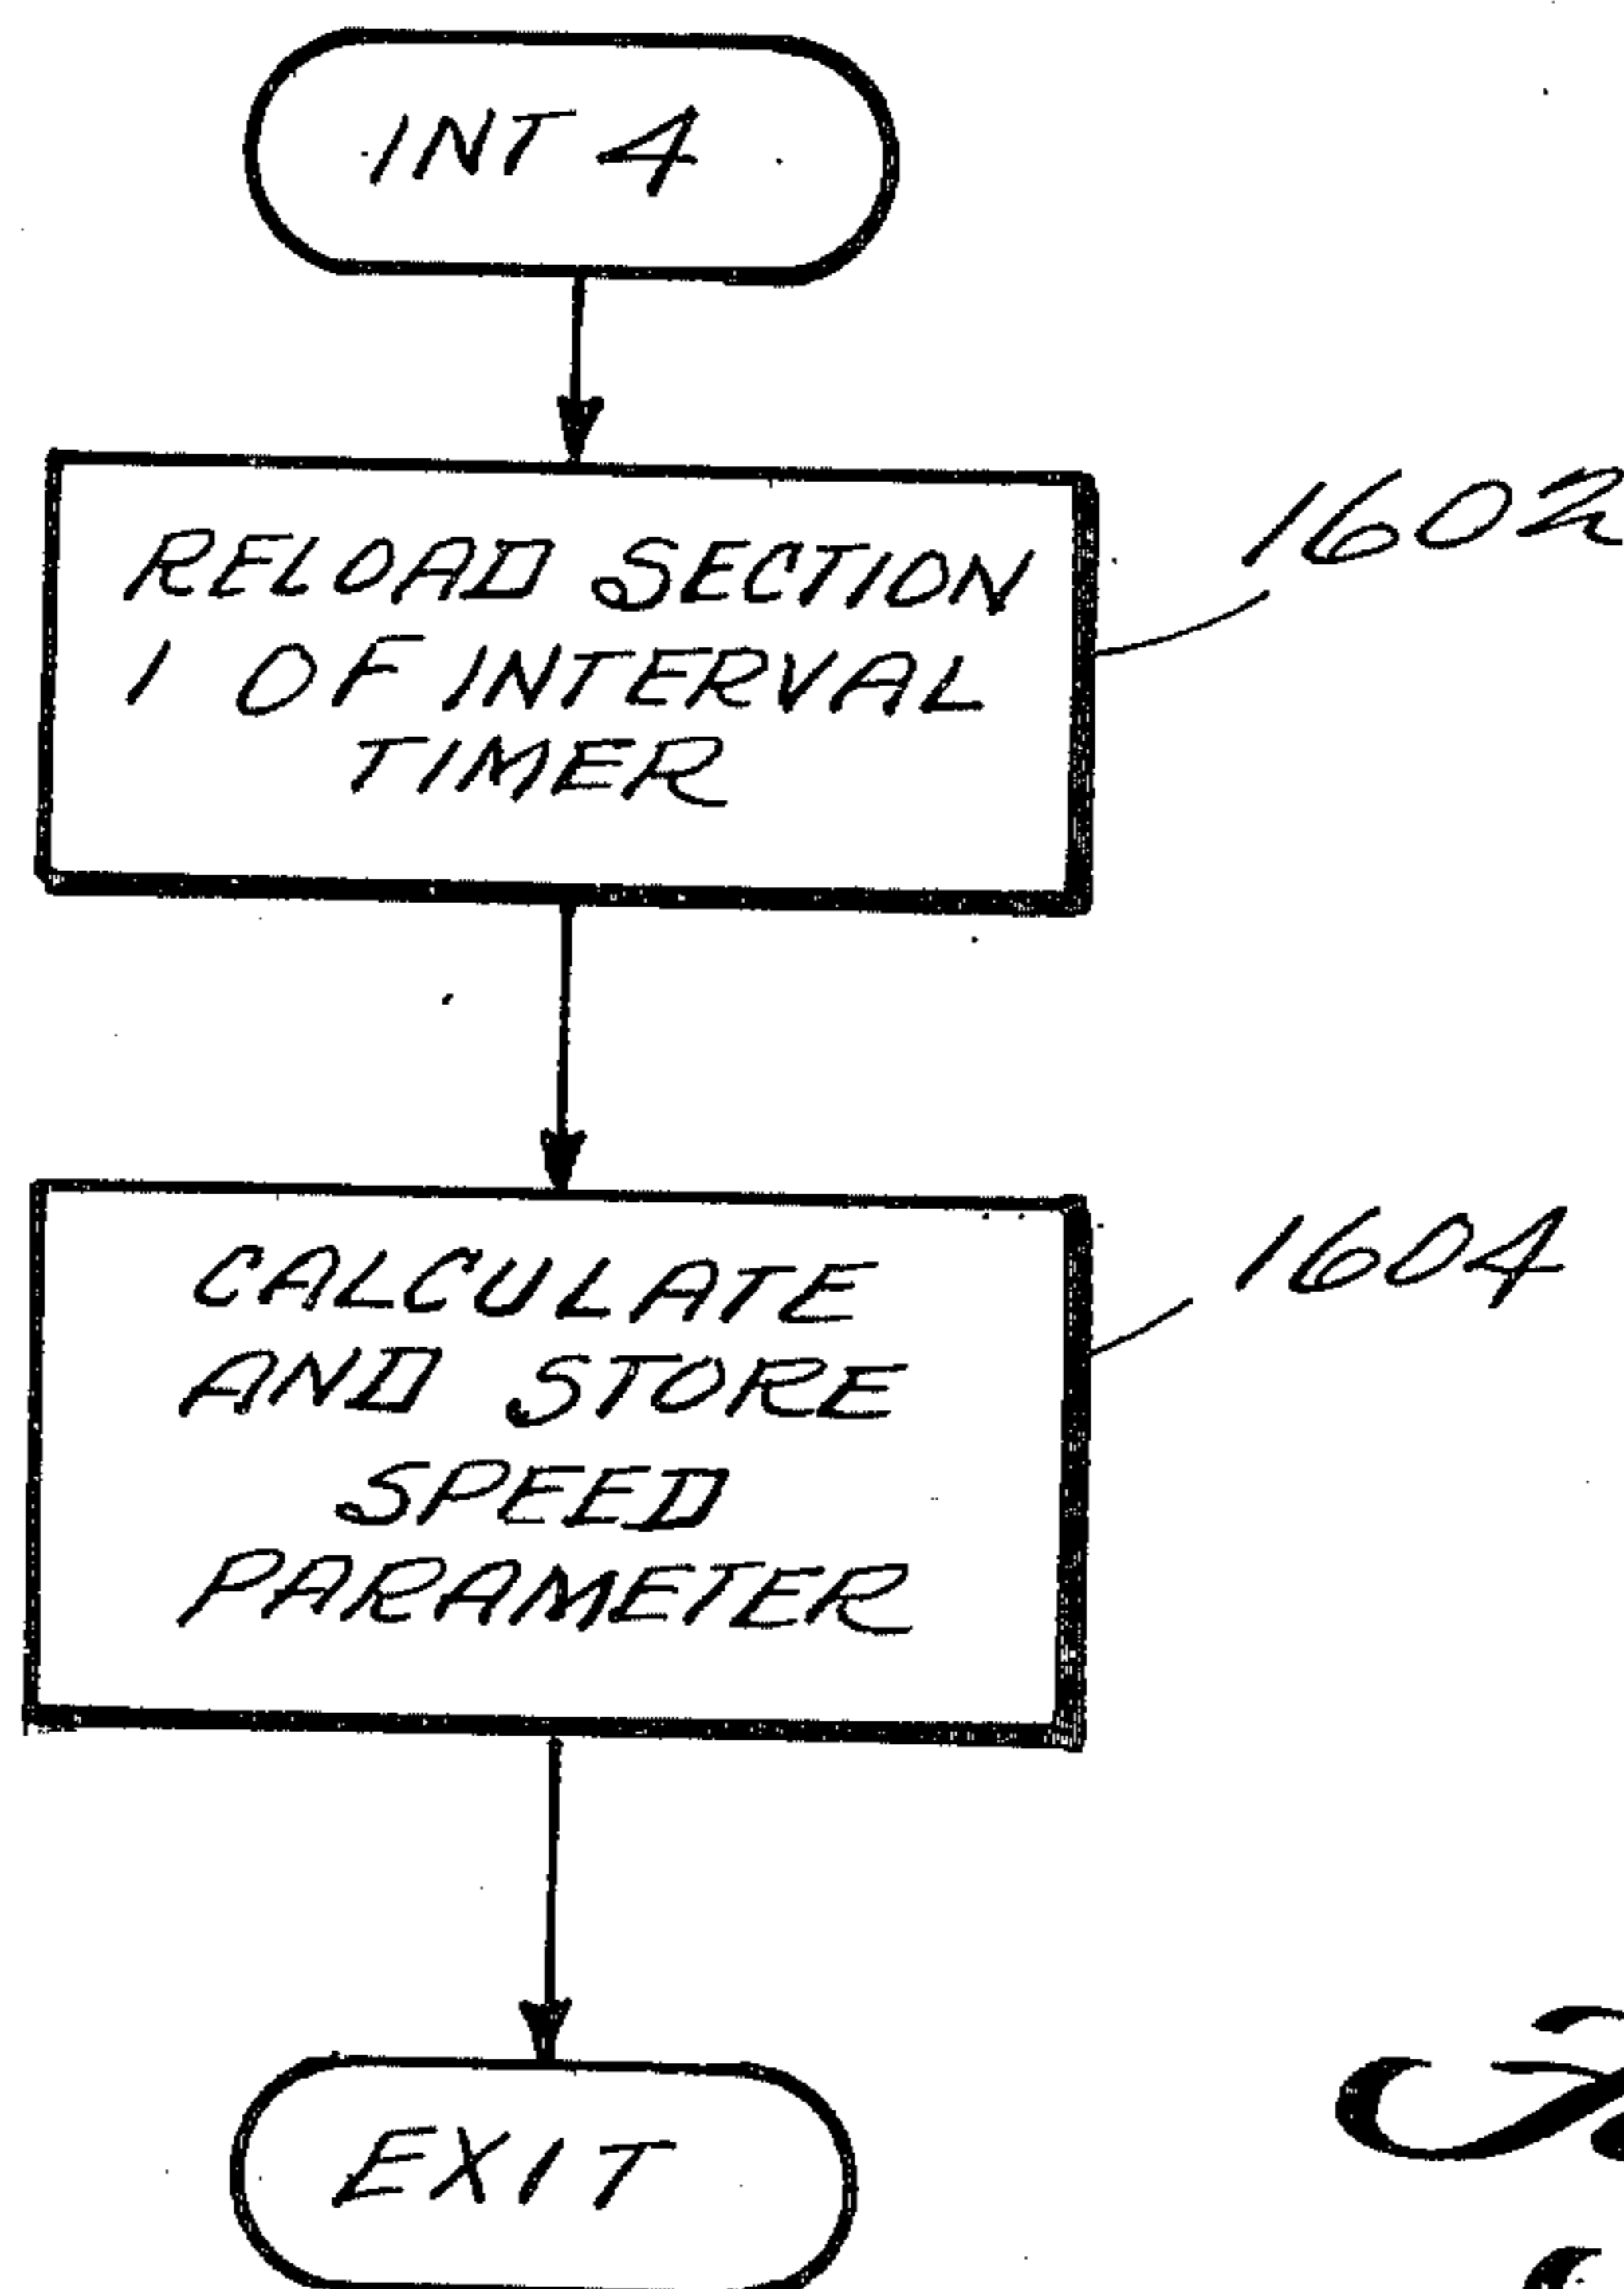 INT 4
RELOAD SECTION
1 OF INTERVAL
TIMER
1602
CALCULATE
AND STORE
SPEED
PARAMETER
1604
EXIT